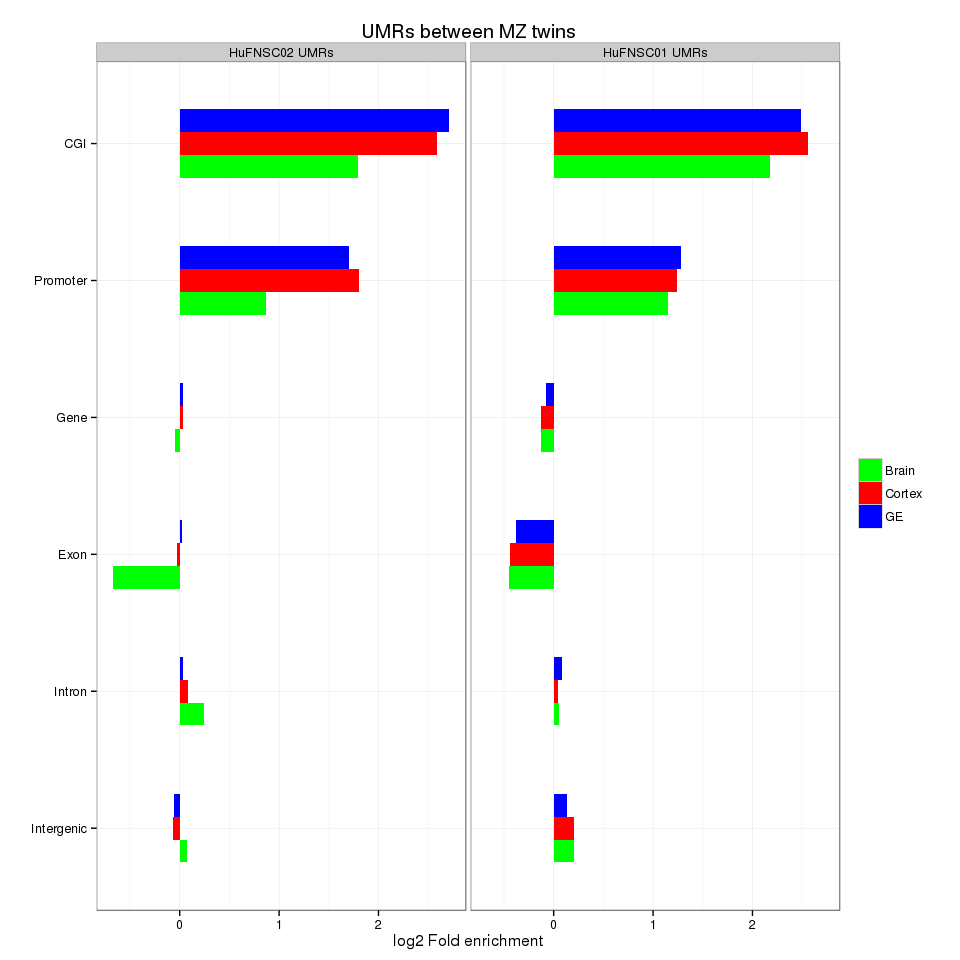 UMRs between MZ twins
HuFNSC02 UMRs
HuFNSC01 UMRs
CGI
Promoter
Gene
Exon
Intron
Intergenic
Brain
Cortex
GE
0 1 2
0 1 2
log2 Fold enrichment